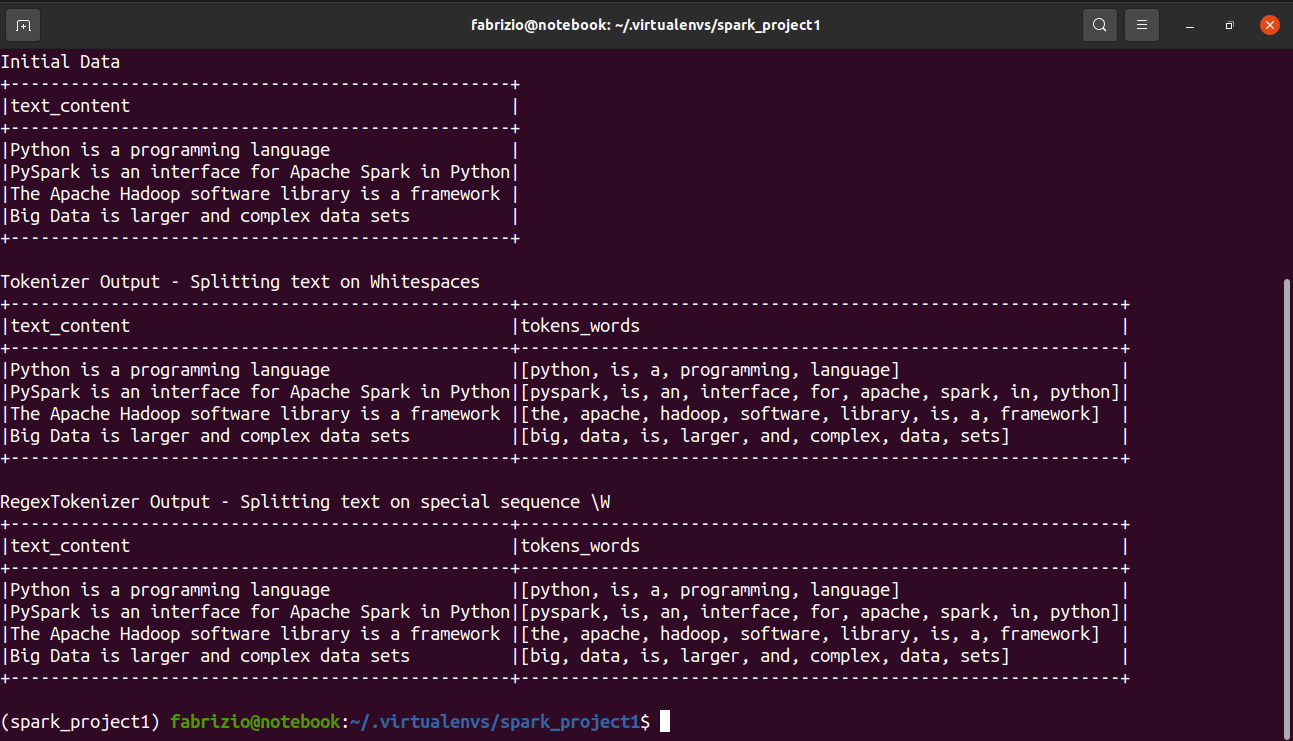 fabrizio@notebook: ~/.virtualenvs/spark_project1
Initial Data
+--------------------------------------------------+
|text_content                                      |
+--------------------------------------------------+
|Python is a programming language                  |
|PySpark is an interface for Apache Spark in Python|
|The Apache Hadoop software library is a framework |
|Big Data is larger and complex data sets          |
+--------------------------------------------------+
Tokenizer Output - Splitting text on Whitespaces
+--------------------------------------------------+------------------------------------------------------------+
|text_content                                      |tokens_words                                                |
+--------------------------------------------------+------------------------------------------------------------+
|Python is a programming language                  |[python, is, a, programming, language]                      |
|PySpark is an interface for Apache Spark in Python|[pyspark, is, an, interface, for, apache, spark, in, python]|
|The Apache Hadoop software library is a framework |[the, apache, hadoop, software, library, is, a, framework]  |
|Big Data is larger and complex data sets          |[big, data, is, larger, and, complex, data, sets]           |
+--------------------------------------------------+------------------------------------------------------------+
RegexTokenizer Output - Splitting text on special sequence \W
+--------------------------------------------------+------------------------------------------------------------+
|text_content                                      |tokens_words                                                |
+--------------------------------------------------+------------------------------------------------------------+
|Python is a programming language                  |[python, is, a, programming, language]                      |
|PySpark is an interface for Apache Spark in Python|[pyspark, is, an, interface, for, apache, spark, in, python]|
|The Apache Hadoop software library is a framework |[the, apache, hadoop, software, library, is, a, framework]  |
|Big Data is larger and complex data sets          |[big, data, is, larger, and, complex, data, sets]           |
+--------------------------------------------------+------------------------------------------------------------+
(spark_project1) fabrizio@notebook:~/.virtualenvs/spark_project1$